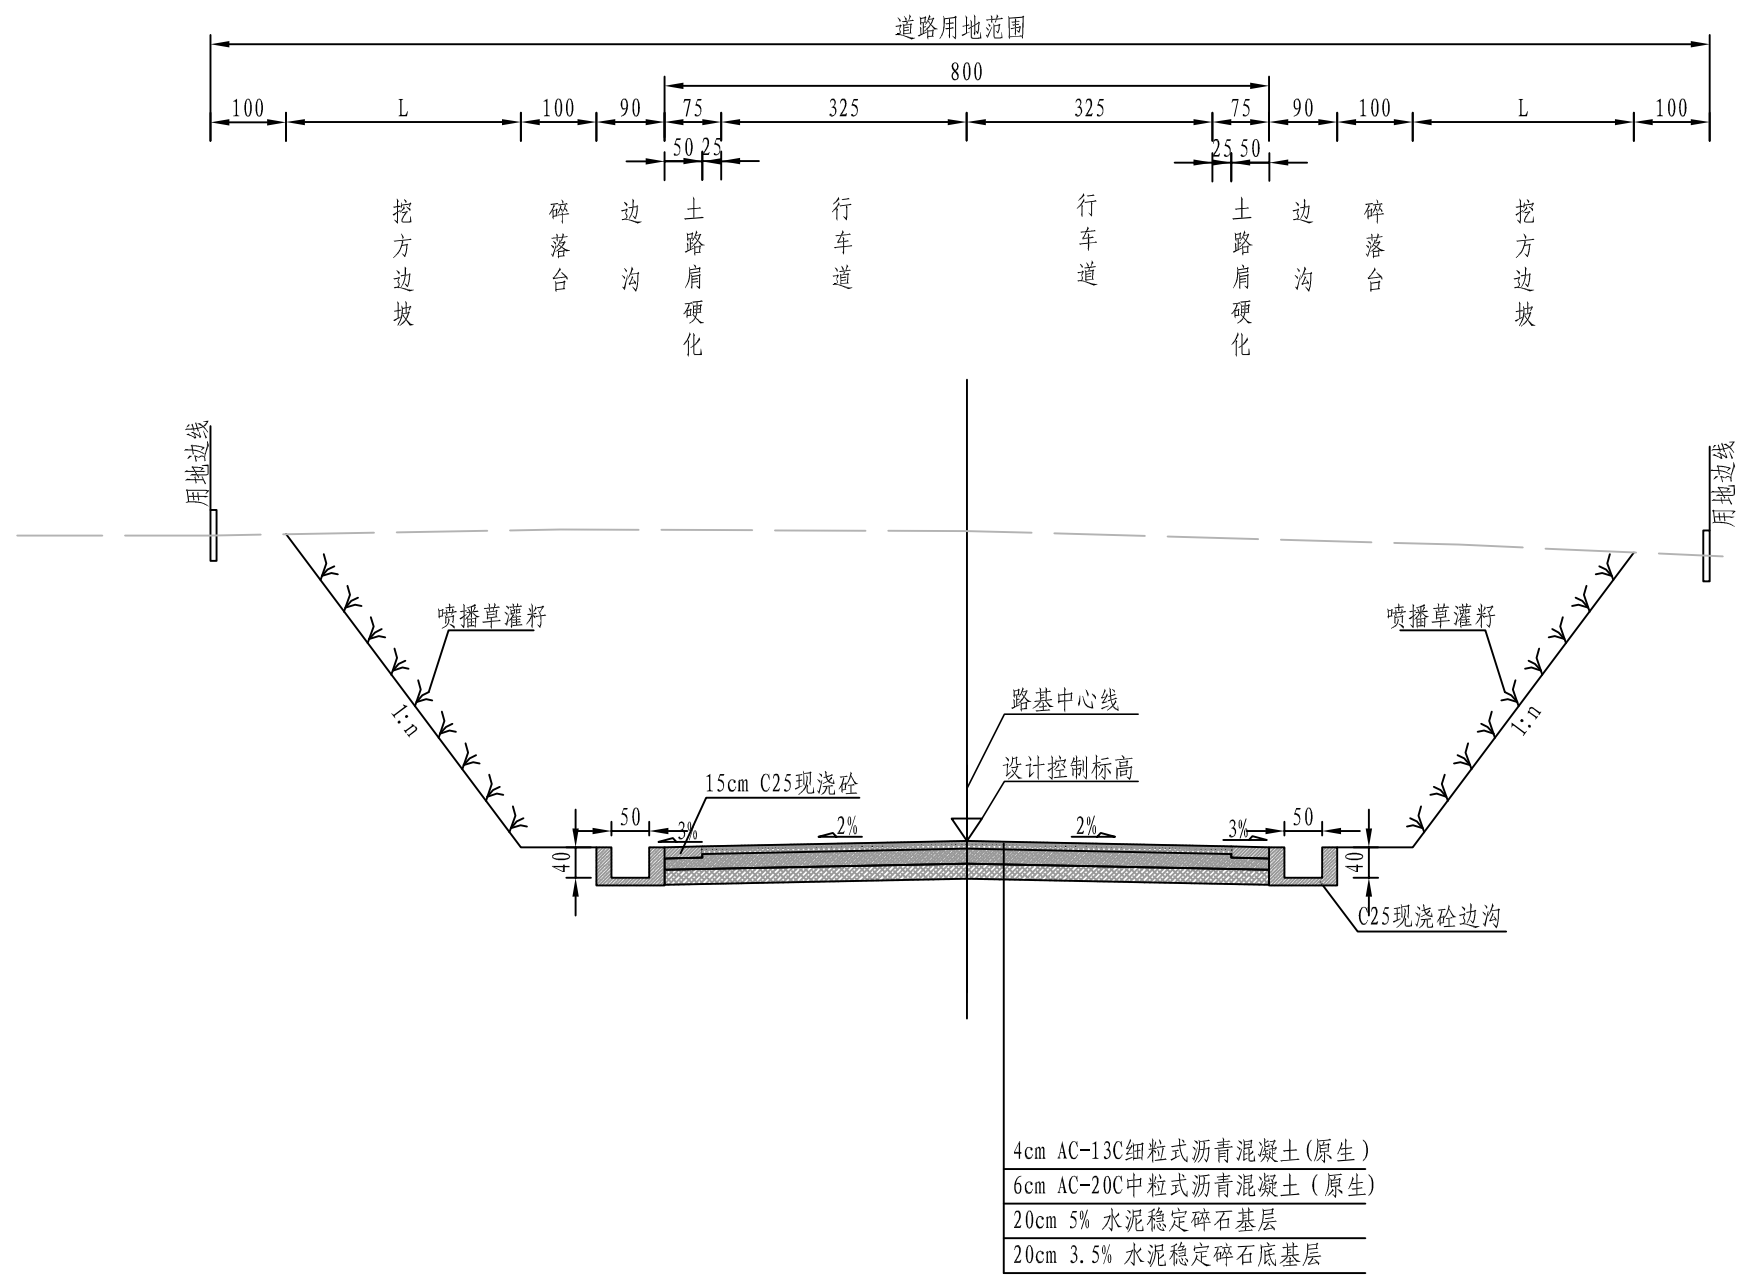 道路用地范围
800
100
L
100
90
75
325
325
75
90
100
L
100
50
25
25
50
挖方边坡
碎落台
边沟
土路肩硬化
行车道
行车道
土路肩硬化
边沟
碎落台
挖方边坡
用地边线
用地边线
喷播草灌籽
喷播草灌籽
1:n
1:n
路基中心线
设计控制标高
15cm C25现浇砼
50
3%
2%
2%
3%
50
40
40
C25现浇砼边沟
4cm AC-13C细粒式沥青混凝土(原生)
6cm AC-20C中粒式沥青混凝土(原生)
20cm 5% 水泥稳定碎石基层
20cm 3.5% 水泥稳定碎石底基层